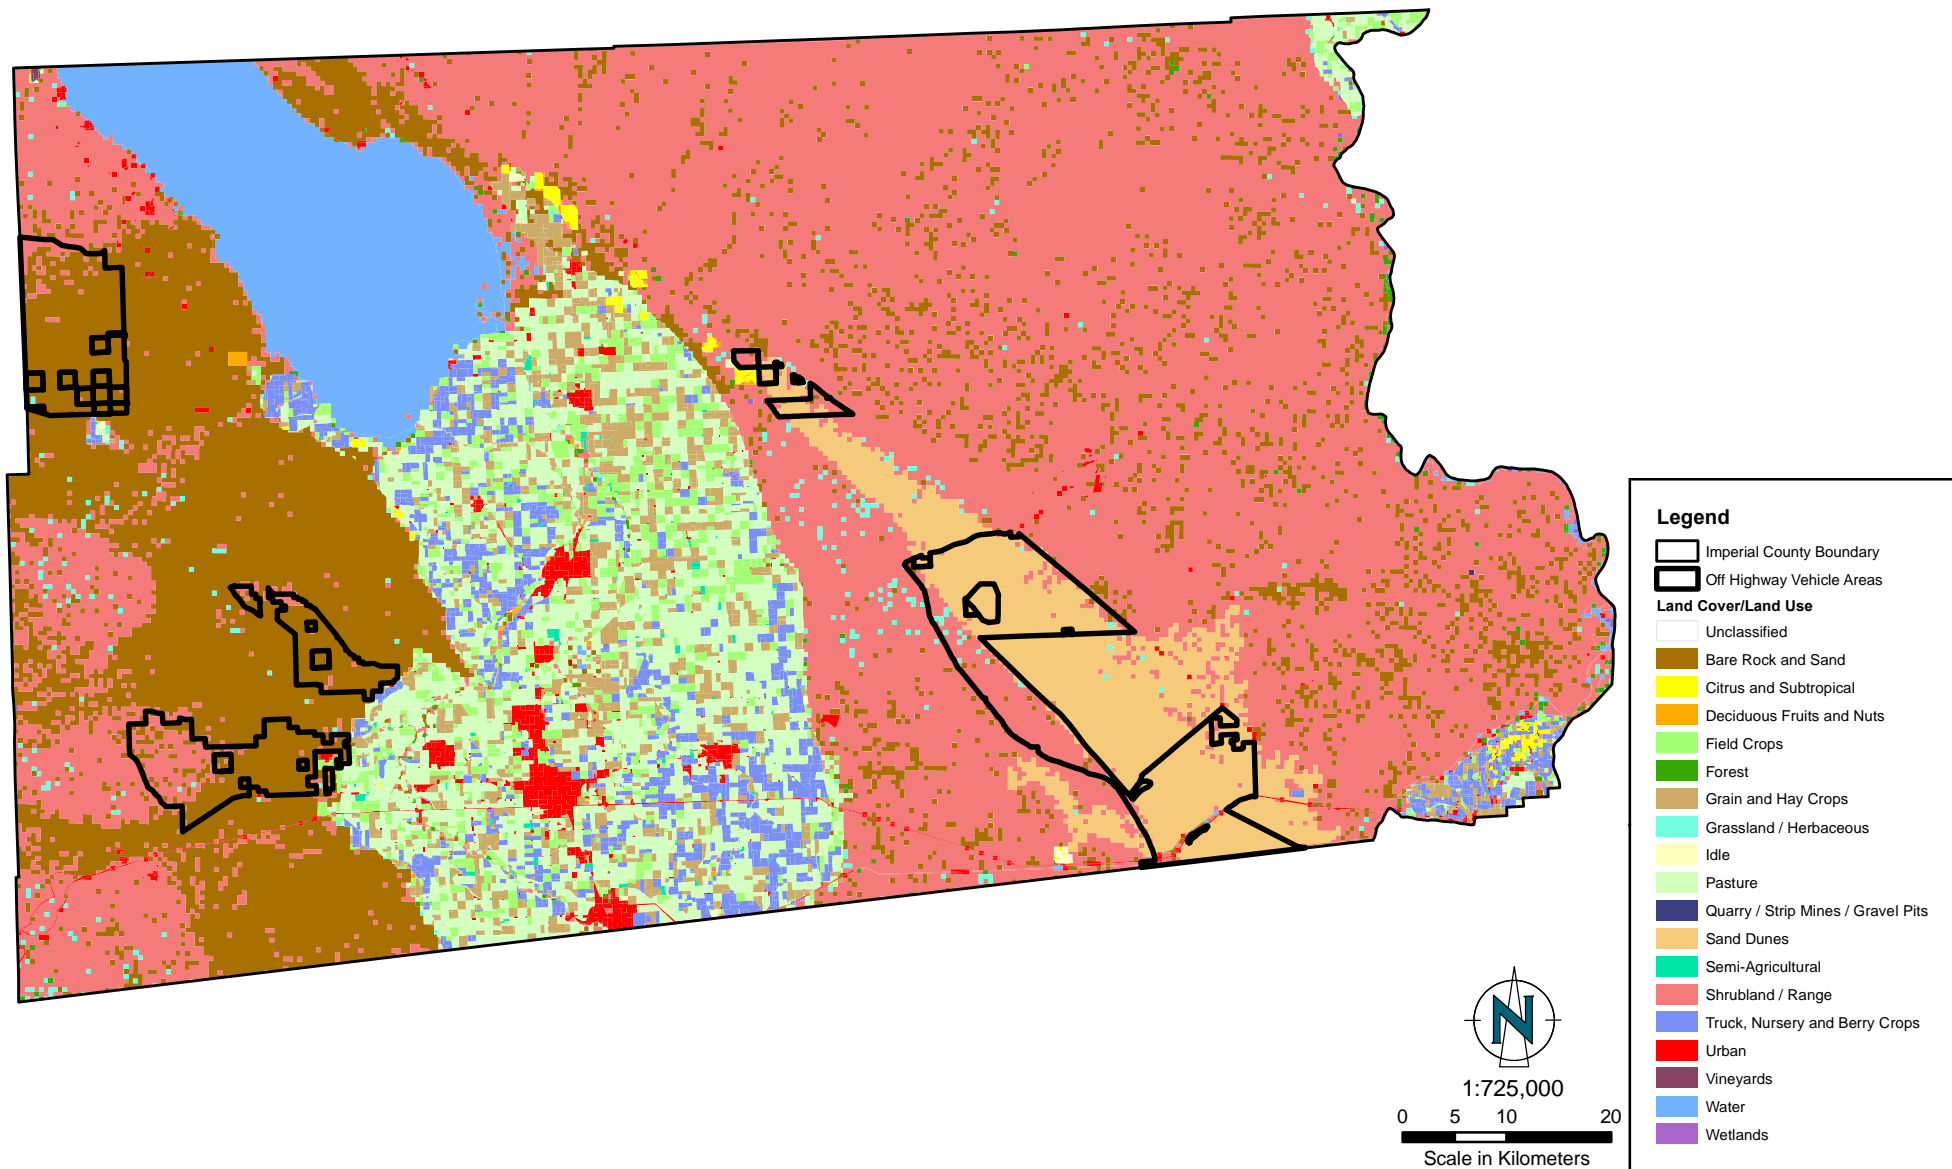 Legend
Imperial County Boundary
Off Highway Vehicle Areas
Land Cover/Land Use
Unclassified
Bare Rock and Sand
Citrus and Subtropical
Deciduous Fruits and Nuts
Field Crops
Forest
Grain and Hay Crops
Grassland / Herbaceous
Idle
Pasture
Quarry / Strip Mines / Gravel Pits
Sand Dunes
Semi-Agricultural
Shrubland / Range
Truck, Nursery and Berry Crops
Urban
Vineyards
Water
Wetlands
N
1:725,000
0 5 10 20
Scale in Kilometers